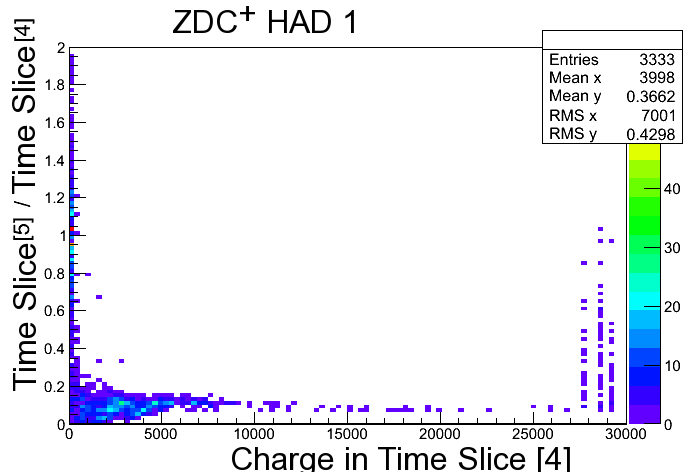 ZDC+ HAD 1
Entries 3333
Mean x 3998
Mean y 0.3662
RMS x 7001
RMS y 0.4298
Time Slice[5] / Time Slice[4]
2
1.8
1.6
1.4
1.2
1
0.8
0.6
0.4
0.2
0
40
30
20
10
0
0 5000 10000 15000 20000 25000 30000
Charge in Time Slice [4]